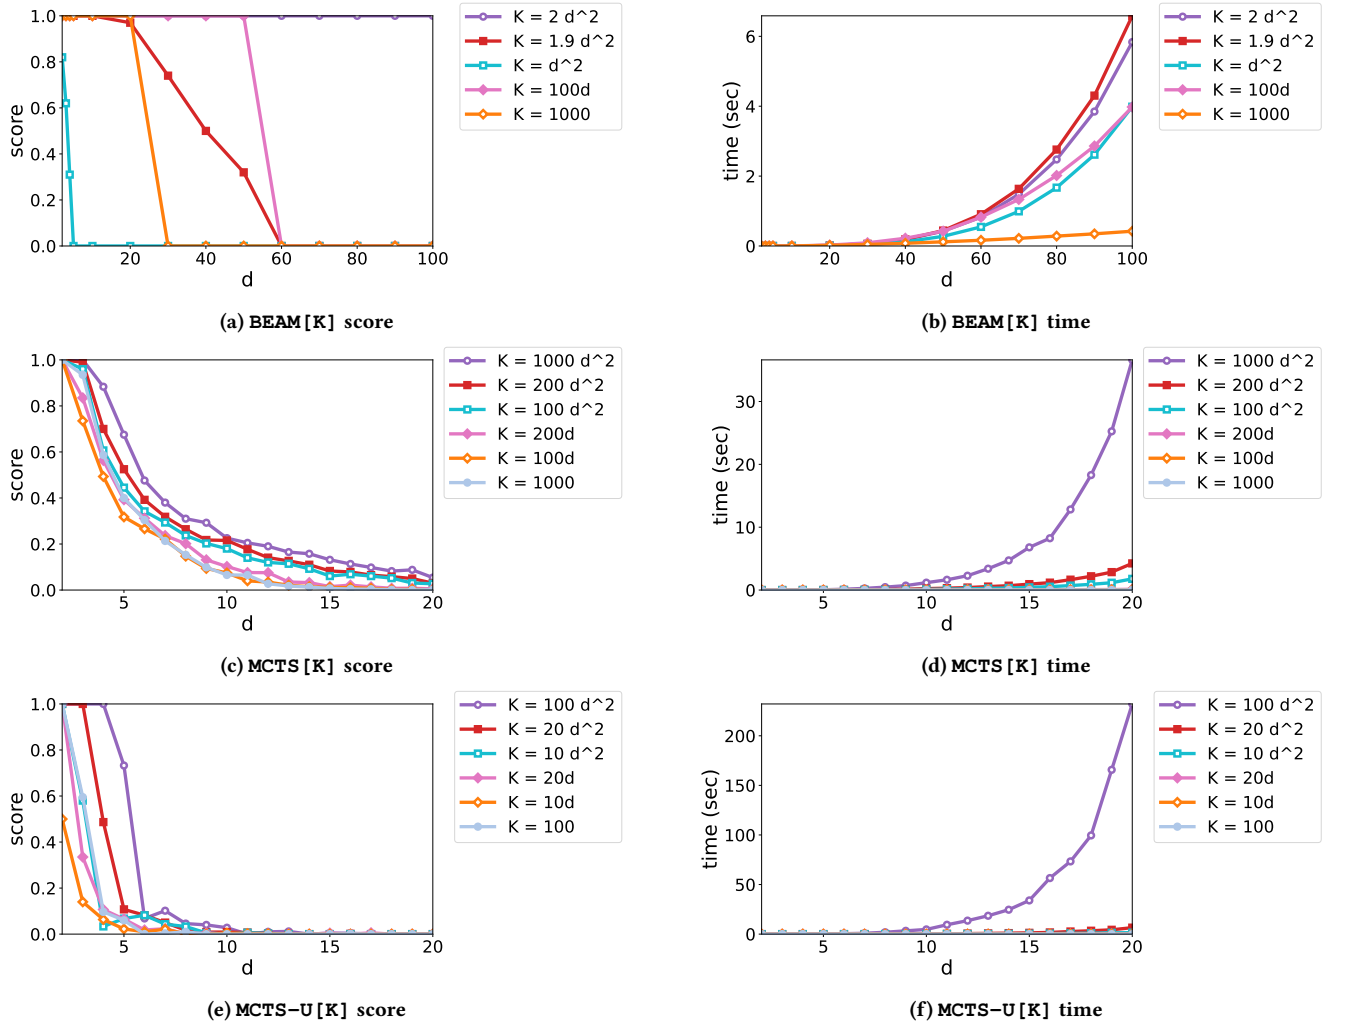 1.0
0.8
0.6
0.4
0.2
0.0
score
20 40 60 80 100
d
K = 2 d^2
K = 1.9 d^2
K = d^2
K = 100d
K = 1000
(a) BEAM[K] score
6
4
2
0
time (sec)
20 40 60 80 100
d
K = 2 d^2
K = 1.9 d^2
K = d^2
K = 100d
K = 1000
(b) BEAM[K] time
1.0
0.8
0.6
0.4
0.2
0.0
score
5 10 15 20
d
K = 1000 d^2
K = 200 d^2
K = 100 d^2
K = 200d
K = 100d
K = 1000
(c) MCTS[K] score
30
20
10
0
time (sec)
5 10 15 20
d
K = 1000 d^2
K = 200 d^2
K = 100 d^2
K = 200d
K = 100d
K = 1000
(d) MCTS[K] time
1.0
0.8
0.6
0.4
0.2
0.0
score
5 10 15 20
d
K = 100 d^2
K = 20 d^2
K = 10 d^2
K = 20d
K = 10d
K = 100
(e) MCTS-U[K] score
200
150
100
50
0
time (sec)
5 10 15 20
d
K = 100 d^2
K = 20 d^2
K = 10 d^2
K = 20d
K = 10d
K = 100
(f) MCTS-U[K] time